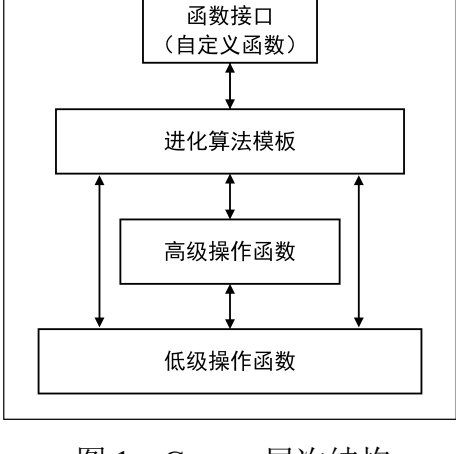 函数接口
（自定义函数）
进化算法模板
高级操作函数
低级操作函数
图 1
层次结构